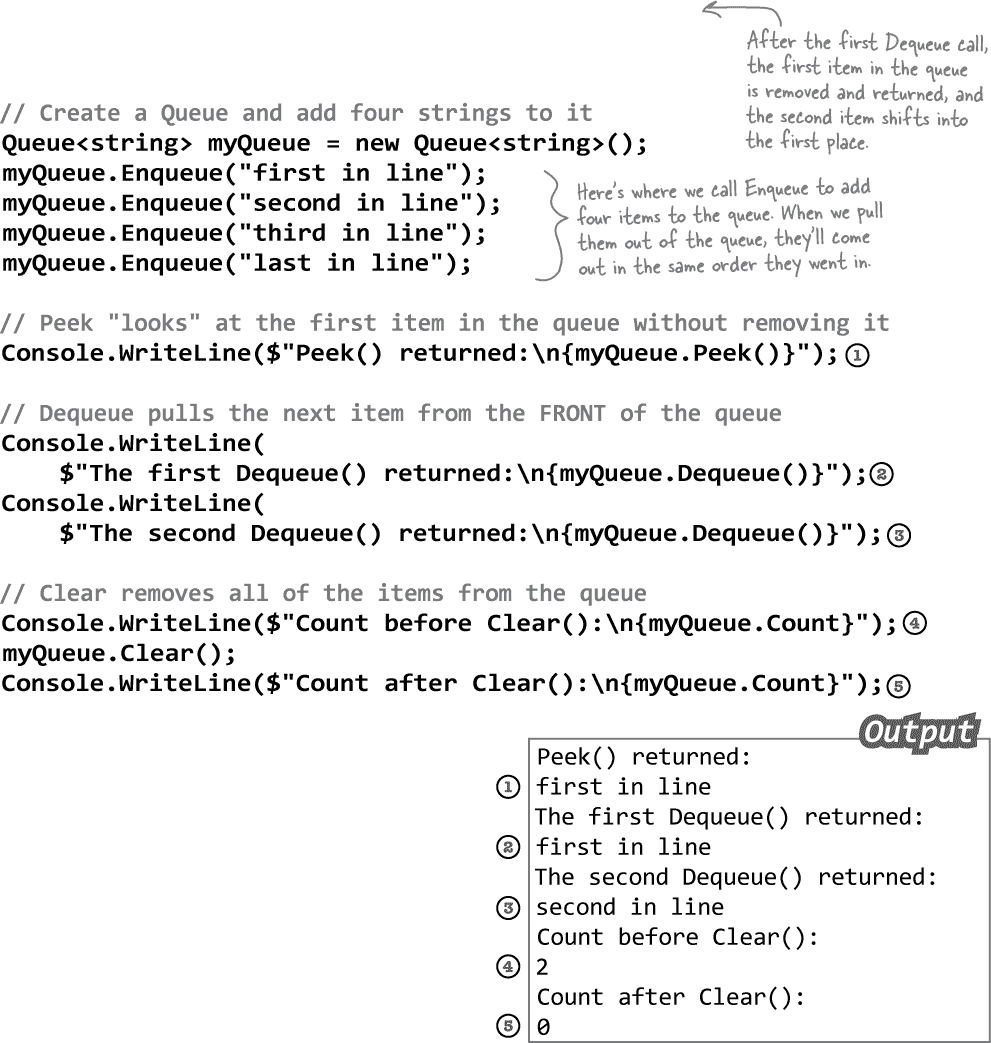 After the first Dequeue call,
the first item in the queue
is removed and returned, and
the second item shifts into
the first place.
// Create a Queue and add four strings to it
Queue<string> myQueue = new Queue<string>();
myQueue.Enqueue("first in line");
myQueue.Enqueue("second in line");
myQueue.Enqueue("third in line");
myQueue.Enqueue("last in line");
Here's where we call Enqueue to add
four items to the queue. When we pull
them out of the queue, they'll come
out in the same order they went in.
// Peek "looks" at the first item in the queue without removing it
Console.WriteLine($"Peek() returned:\n{myQueue.Peek()}"); 1
// Dequeue pulls the next item from the FRONT of the queue
Console.WriteLine(
$"The first Dequeue() returned:\n{myQueue.Dequeue()}"); 2
Console.WriteLine(
$"The second Dequeue() returned:\n{myQueue.Dequeue()}"); 3
// Clear removes all of the items from the queue
Console.WriteLine($"Count before Clear():\n{myQueue.Count}"); 4
myQueue.Clear();
Console.WriteLine($"Count after Clear():\n{myQueue.Count}"); 5
Output
Peek() returned:
1 first in line
The first Dequeue() returned:
2 first in line
The second Dequeue() returned:
3 second in line
Count before Clear():
4 2
Count after Clear():
5 0